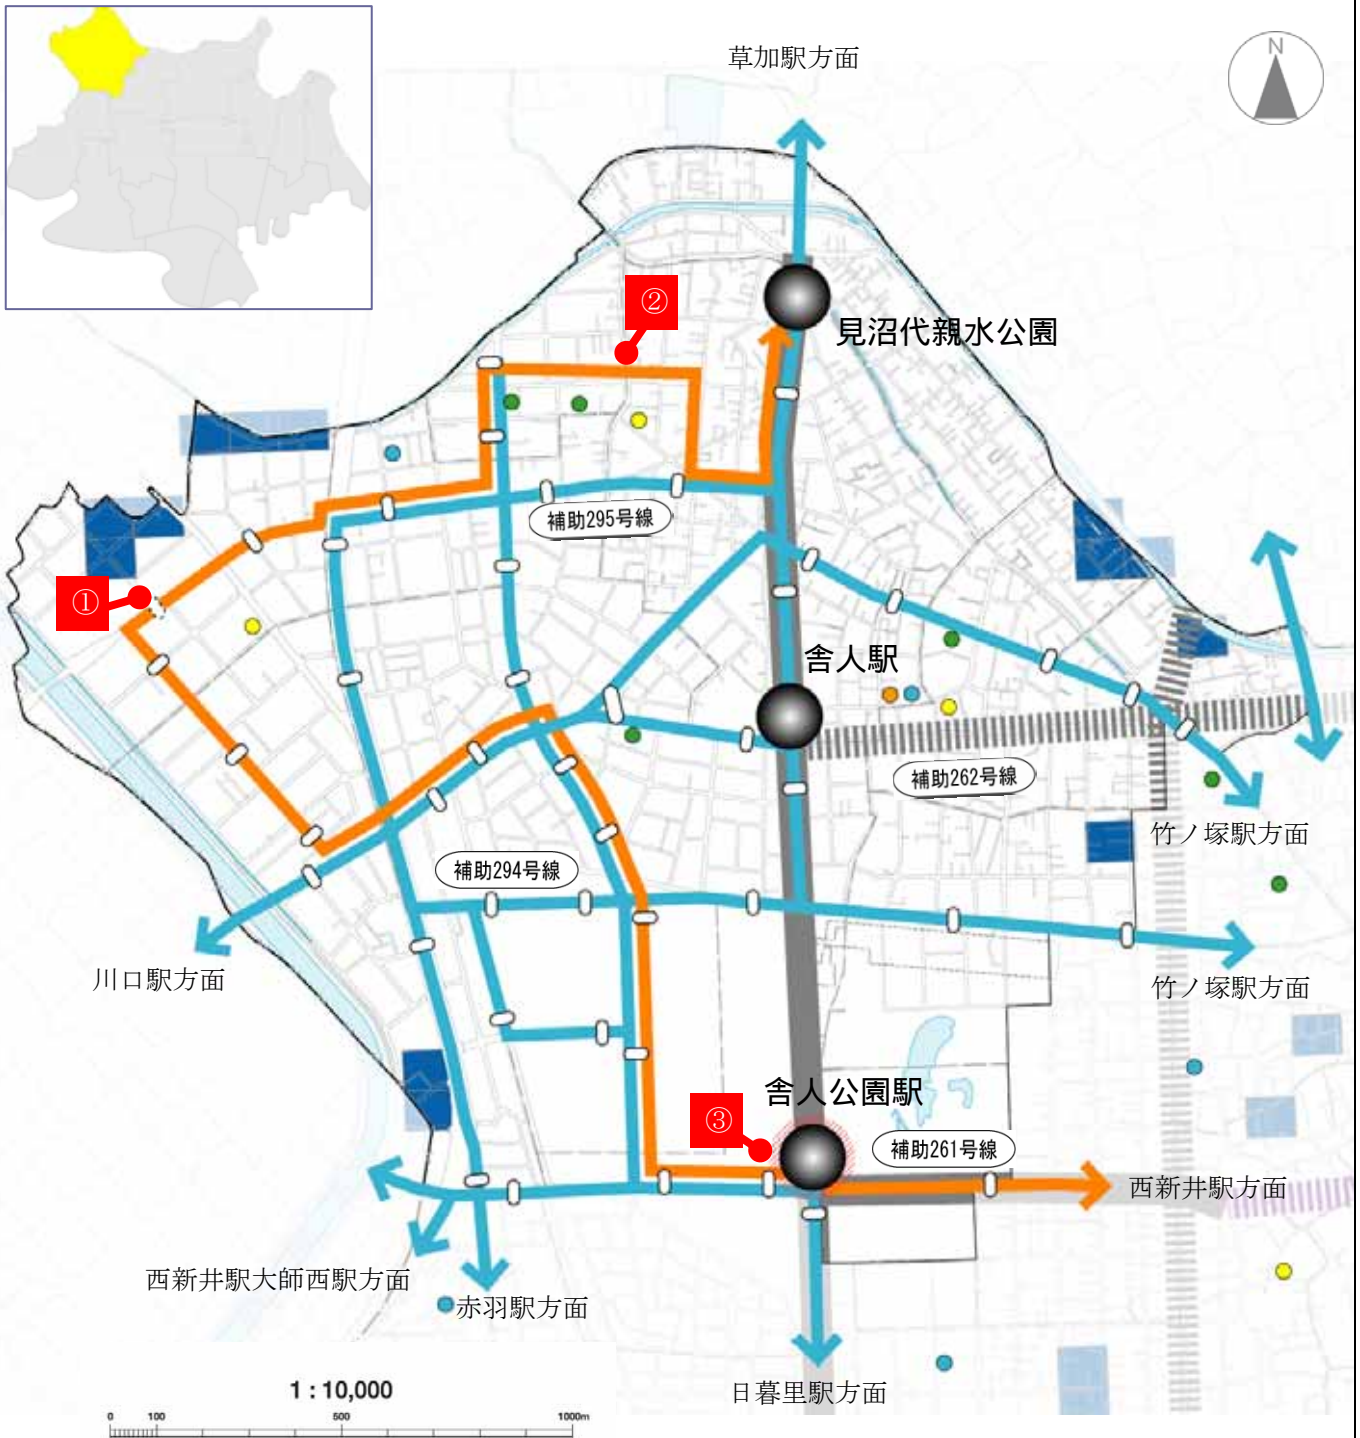 草加駅方面
N
②
見沼代親水公園
補助295号線
①
舎人駅
補助262号線
竹ノ塚駅方面
補助294号線
川口駅方面
竹ノ塚駅方面
舎人公園駅
③
補助261号線
西新井駅方面
西新井駅大師西駅方面
赤羽駅方面
日暮里駅方面
1 : 10,000
0 100 500 1000m